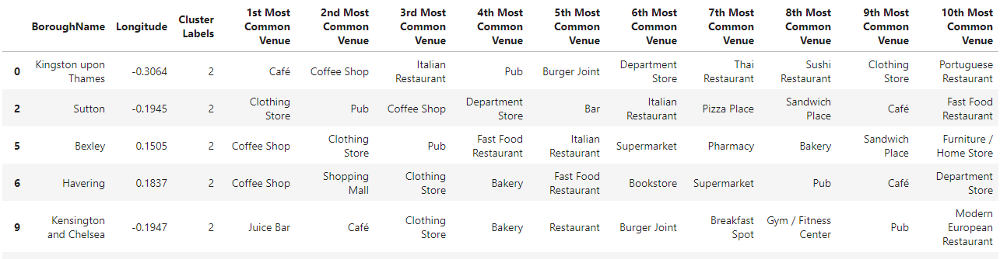 BoroughName Longitude Cluster Labels 1st Most Common Venue 2nd Most Common Venue 3rd Most Common Venue 4th Most Common Venue 5th Most Common Venue 6th Most Common Venue 7th Most Common Venue 8th Most Common Venue 9th Most Common Venue 10th Most Common Venue
0 Kingston upon Thames -0.3064 2 Café Coffee Shop Italian Restaurant Pub Burger Joint Department Store Thai Restaurant Sushi Restaurant Clothing Store Portuguese Restaurant
2 Sutton -0.1945 2 Clothing Store Pub Coffee Shop Department Store Bar Italian Restaurant Pizza Place Sandwich Place Café Fast Food Restaurant
5 Bexley 0.1505 2 Coffee Shop Clothing Store Pub Fast Food Restaurant Italian Restaurant Supermarket Pharmacy Bakery Sandwich Place Furniture / Home Store
6 Havering 0.1837 2 Coffee Shop Shopping Mall Clothing Store Bakery Fast Food Restaurant Bookstore Supermarket Pub Café Department Store
9 Kensington and Chelsea -0.1947 2 Juice Bar Café Clothing Store Bakery Restaurant Burger Joint Breakfast Spot Gym / Fitness Center Pub Modern European Restaurant